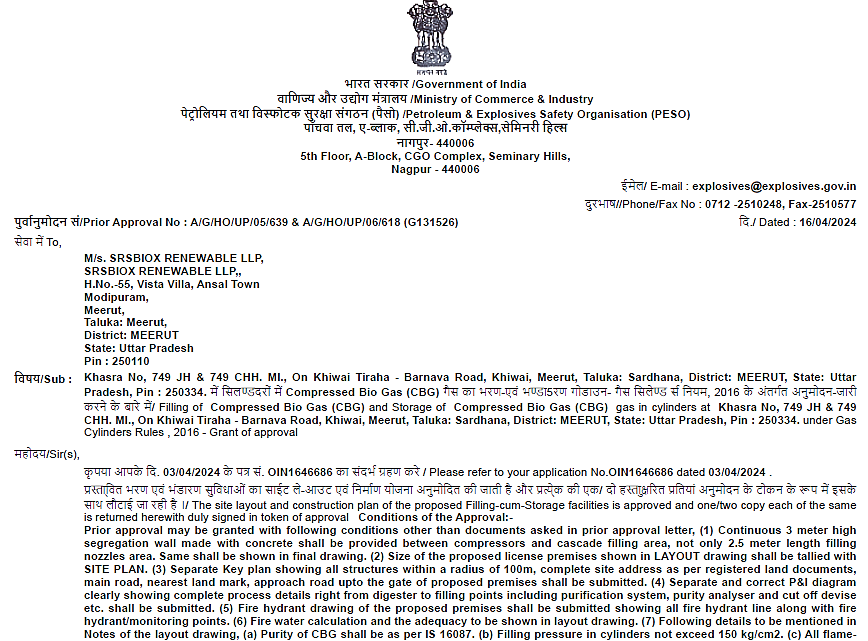 सत्यमेव जयते
भारत सरकार /Government of India
वाणिज्य और उद्योग मंत्रालय /Ministry of Commerce & Industry
पेट्रोलियम तथा विस्फोटक सुरक्षा संगठन (पैसो) /Petroleum & Explosives Safety Organisation (PESO)
पाँचवा तल, ए-ब्लाक, सी.जी.ओ.कॉम्प्लेक्स,सेमिनरी हिल्स
नागपुर- 440006
5th Floor, A-Block, CGO Complex, Seminary Hills,
Nagpur - 440006
ईमेल/ E-mail : explosives@explosives.gov.in
दुरभाष//Phone/Fax No : 0712 -2510248, Fax-2510577
पुर्वानुमोदन सं/Prior Approval No : A/G/HO/UP/05/639 & A/G/HO/UP/06/618 (G131526) दि./ Dated : 16/04/2024
सेवा में To,
M/s. SRSBIOX RENEWABLE LLP,
SRSBIOX RENEWABLE LLP,,
H.No.-55, Vista Villa, Ansal Town
Modipuram,
Meerut,
Taluka: Meerut,
District: MEERUT
State: Uttar Pradesh
Pin : 250110
विषय/Sub : Khasra No, 749 JH & 749 CHH. MI., On Khiwai Tiraha - Barnava Road, Khiwai, Meerut, Taluka: Sardhana, District: MEERUT, State: Uttar
Pradesh, Pin : 250334. में सिलण्डदरों में Compressed Bio Gas (CBG) गैस का भरण-एवं भण्डा5रण गोडाउन- गैस सिलेण्ड र्स नियम, 2016 के अंतर्गत अनुमोदन-जारी
करने के बारे में/ Filling of Compressed Bio Gas (CBG) and Storage of Compressed Bio Gas (CBG) gas in cylinders at Khasra No, 749 JH & 749
CHH. MI., On Khiwai Tiraha - Barnava Road, Khiwai, Meerut, Taluka: Sardhana, District: MEERUT, State: Uttar Pradesh, Pin : 250334. under Gas
Cylinders Rules , 2016 - Grant of approval
महोदय/Sir(s),
कृपया आपके दि. 03/04/2024 के पत्र सं. OIN1646686 का संदर्भ ग्रहण करे / Please refer to your application No.OIN1646686 dated 03/04/2024 .
प्रस्तावित भरण एवं भंडारण सुविधाओं का साईट ले-आउट एवं निर्माण योजना अनुमोदित की जाती है और प्रत्ये्क की एक/ दो हस्ता्क्षरित प्रतियां अनुमोदन के टोकन के रूप में इसके
साथ लौटाई जा रही है ।/ The site layout and construction plan of the proposed Filling-cum-Storage facilities is approved and one/two copy each of the same
is returned herewith duly signed in token of approval Conditions of the Approval:-
Prior approval may be granted with following conditions other than documents asked in prior approval letter, (1) Continuous 3 meter high
segregation wall made with concrete shall be provided between compressors and cascade filling area, not only 2.5 meter length filling
nozzles area. Same shall be shown in final drawing. (2) Size of the proposed license premises shown in LAYOUT drawing shall be tallied with
SITE PLAN. (3) Separate Key plan showing all structures within a radius of 100m, complete site address as per registered land documents,
main road, nearest land mark, approach road upto the gate of proposed premises shall be submitted. (4) Separate and correct P&I diagram
clearly showing complete process details right from digester to filling points including purification system, purity analyser and cut off devise
etc. shall be submitted. (5) Fire hydrant drawing of the proposed premises shall be submitted showing all fire hydrant line along with fire
hydrant/monitoring points. (6) Fire water calculation and the adequacy to be shown in layout drawing. (7) Following details to be mentioned in
Notes of the layout drawing, (a) Purity of CBG shall be as per IS 16087. (b) Filling pressure in cylinders not exceed 150 kg/cm2. (c) All flame